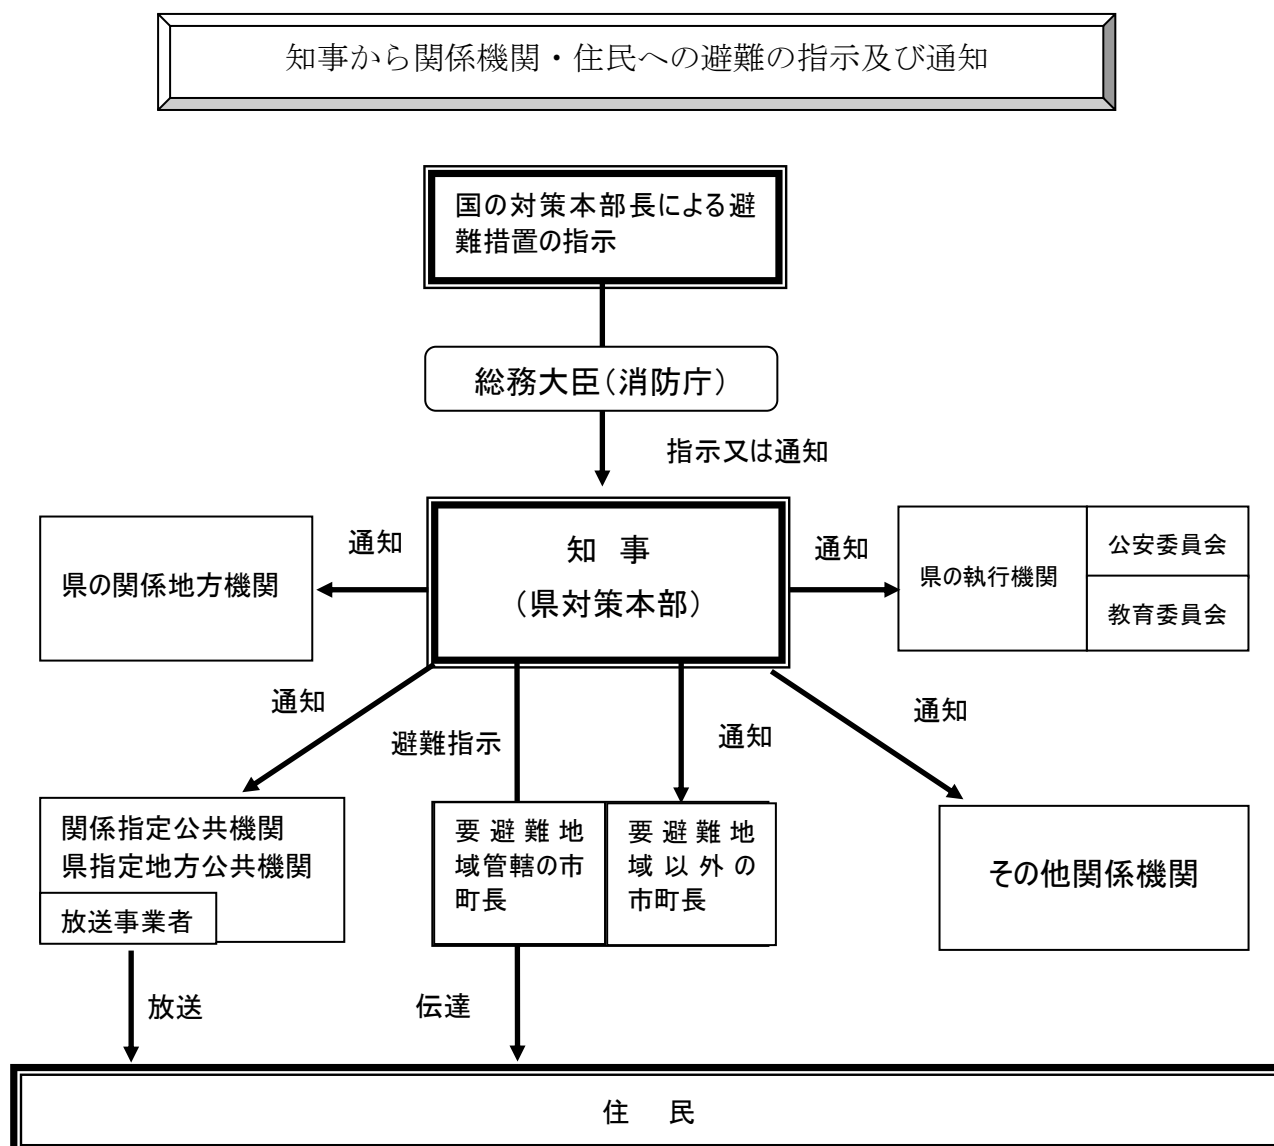 知事から関係機関・住民への避難の指示及び通知
国の対策本部長による避
難措置の指示
総務大臣（消防庁）
指示又は通知
県の関係地方機関
通知
知　事
（県対策本部）
通知
県の執行機関
公安委員会
教育委員会
通知
避難指示
通知
通知
関係指定公共機関
県指定地方公共機関
放送事業者
要避難地
域管轄の市
町長
要避難地
域以外の
市町長
その他関係機関
放送
伝達
住　民